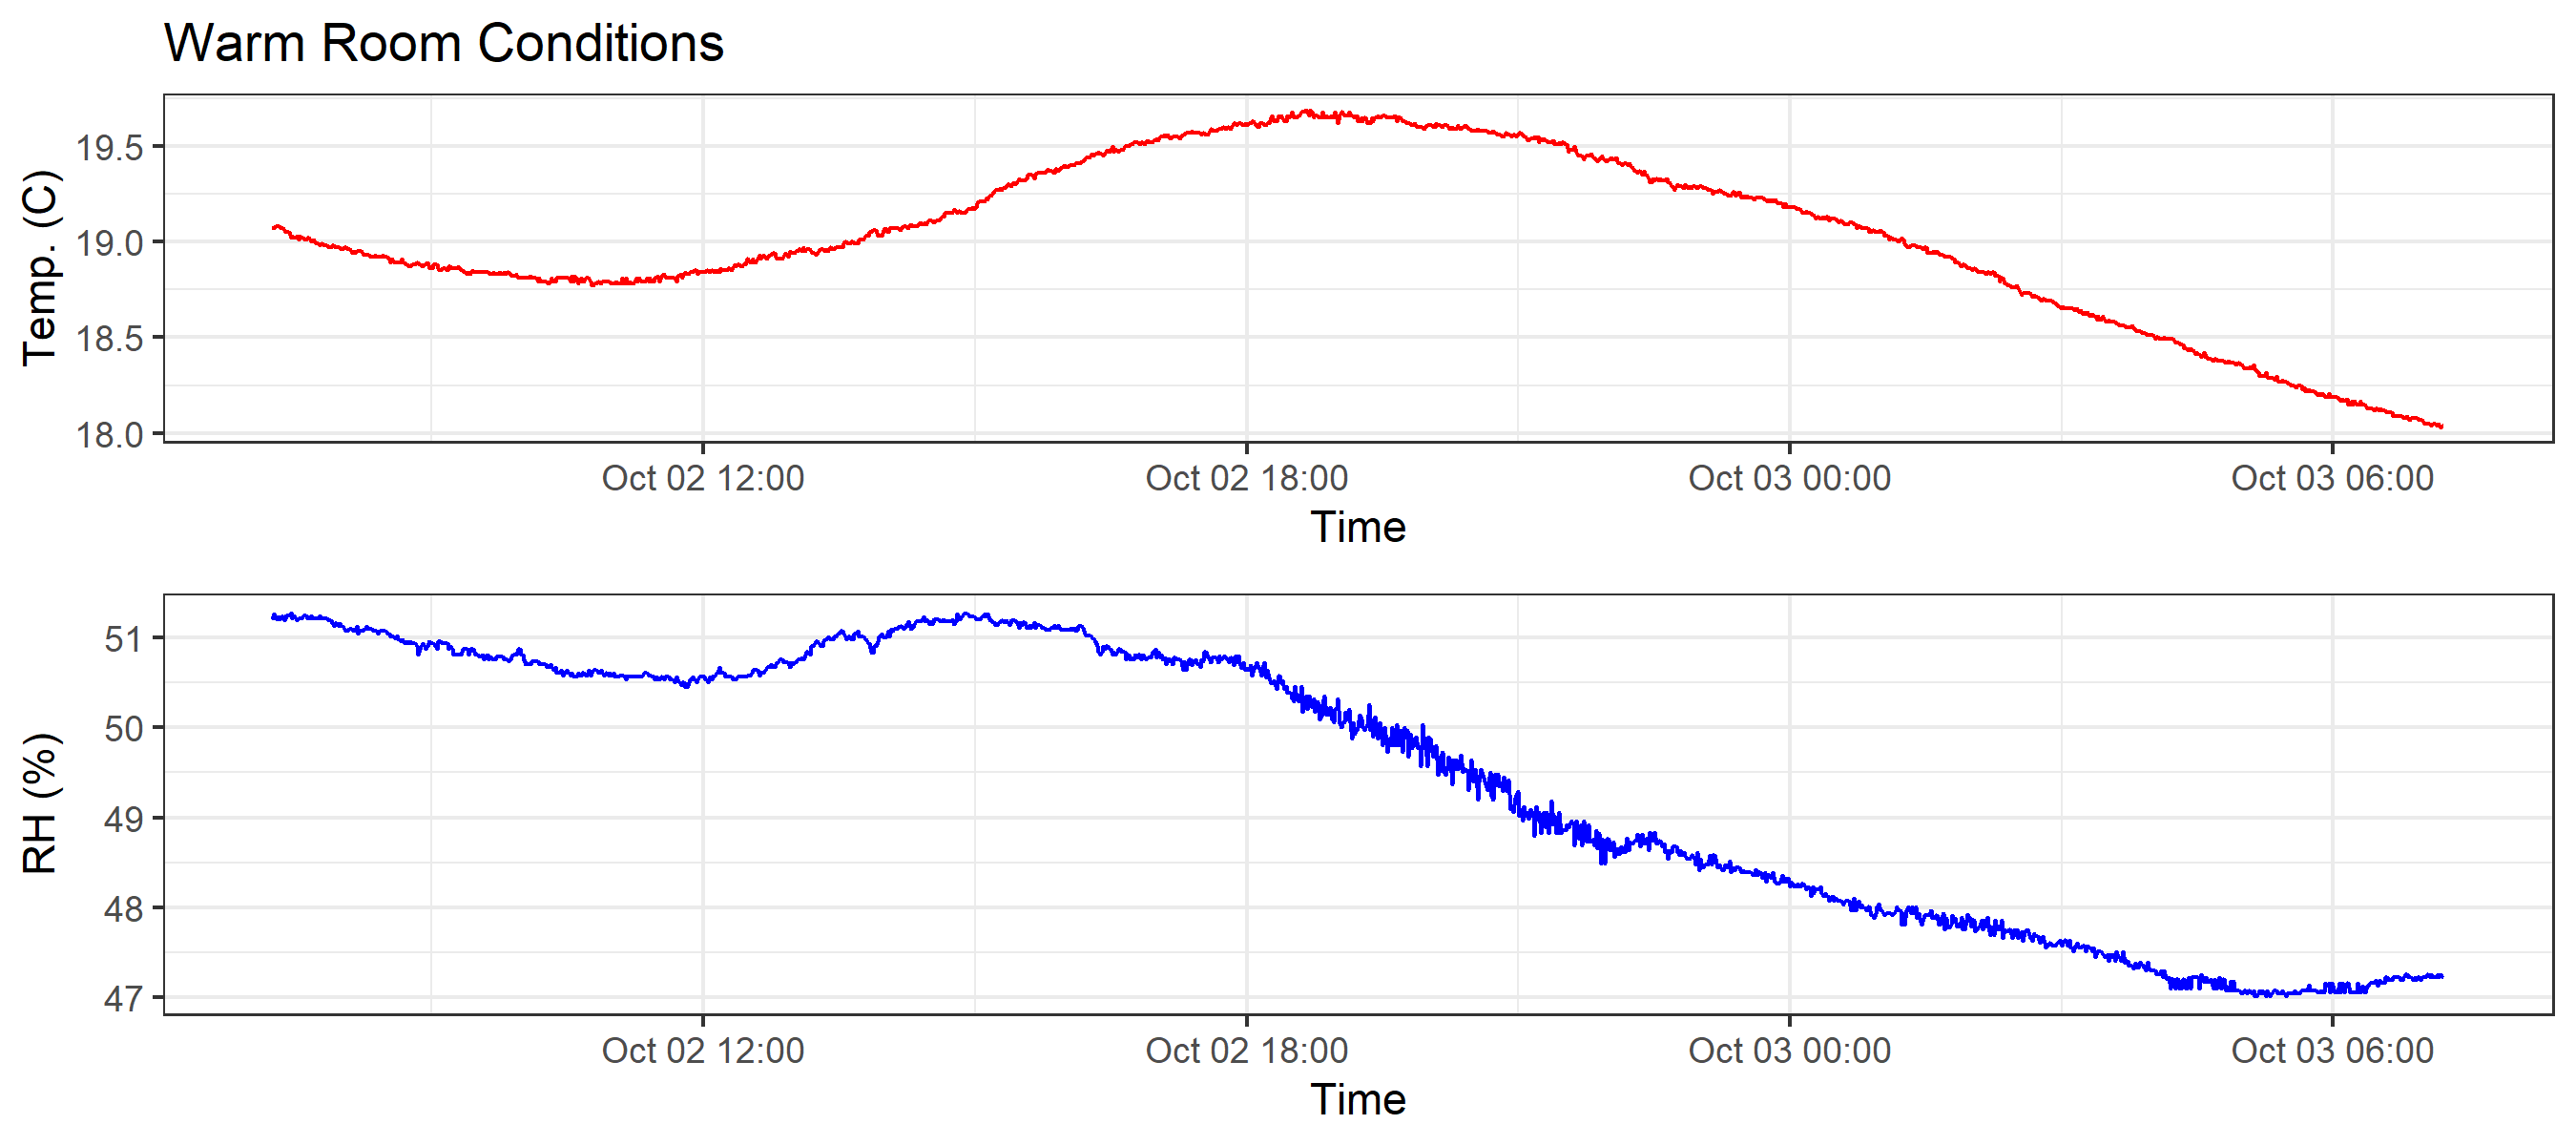 Warm Room Conditions
Temp. (C)
19.5
19.0
18.5
18.0
Oct 02 12:00 Oct 02 18:00 Oct 03 00:00 Oct 03 06:00
Time
RH (%)
51
50
49
48
47
Oct 02 12:00 Oct 02 18:00 Oct 03 00:00 Oct 03 06:00
Time